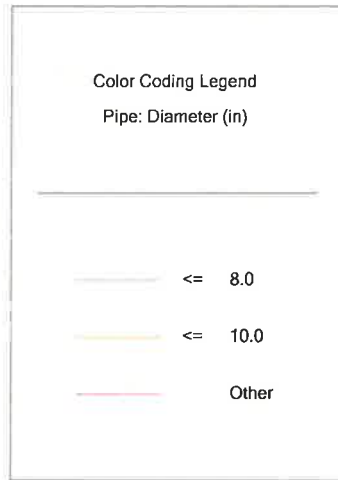 Color Coding Legend
Pipe: Diameter (in)
<= 8.0
<= 10.0
Other